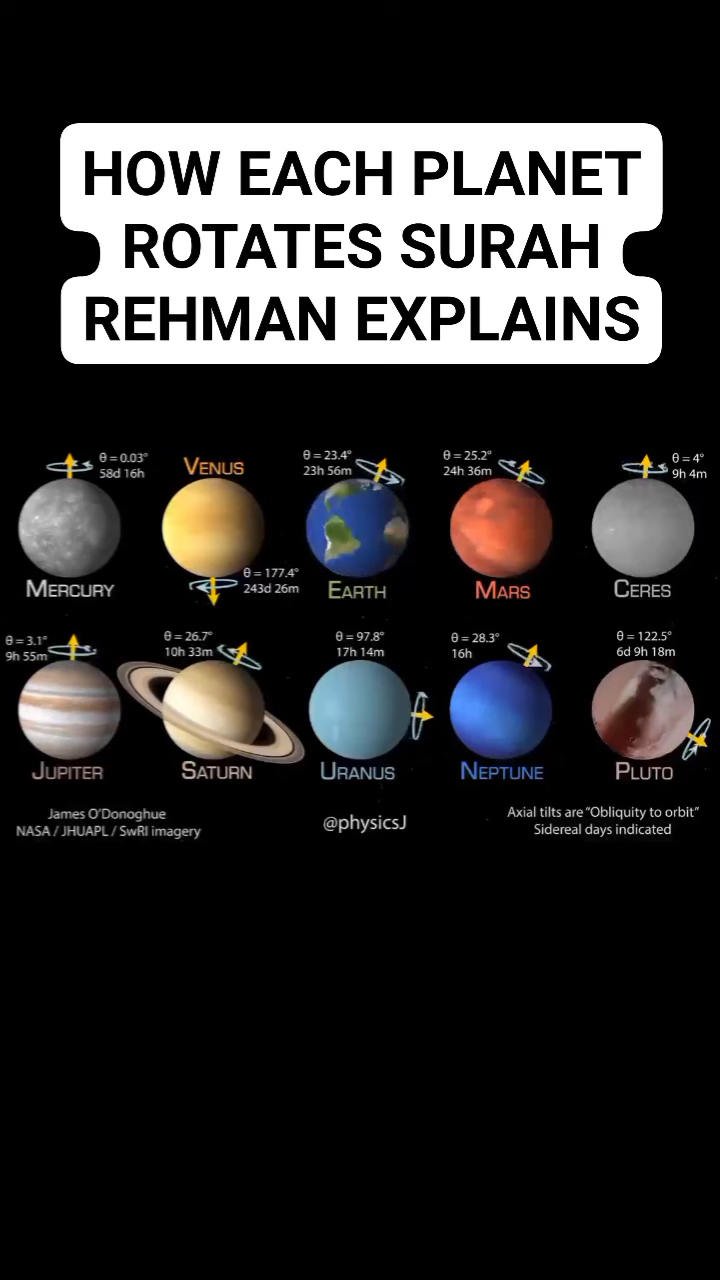 HOW EACH PLANET
ROTATES SURAH
REHMAN EXPLAINS
θ = 0.03°
58d 16h
MERCURY
VENUS
θ = 177.4°
243d 26m
θ = 23.4°
23h 56m
EARTH
θ = 25.2°
24h 36m
MARS
θ = 4°
9h 4m
CERES
θ = 3.1°
9h 55m
JUPITER
θ = 26.7°
10h 33m
SATURN
θ = 97.8°
17h 14m
URANUS
θ = 28.3°
16h
NEPTUNE
θ = 122.5°
6d 9h 18m
PLUTO
James O'Donoghue
NASA / JHUAPL / SwRI imagery
@physicsJ
Axial tilts are "Obliquity to orbit"
Sidereal days indicated